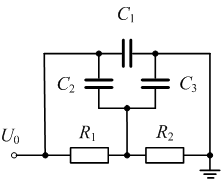 C₁
C₂ C₃
U₀ R₁ R₂